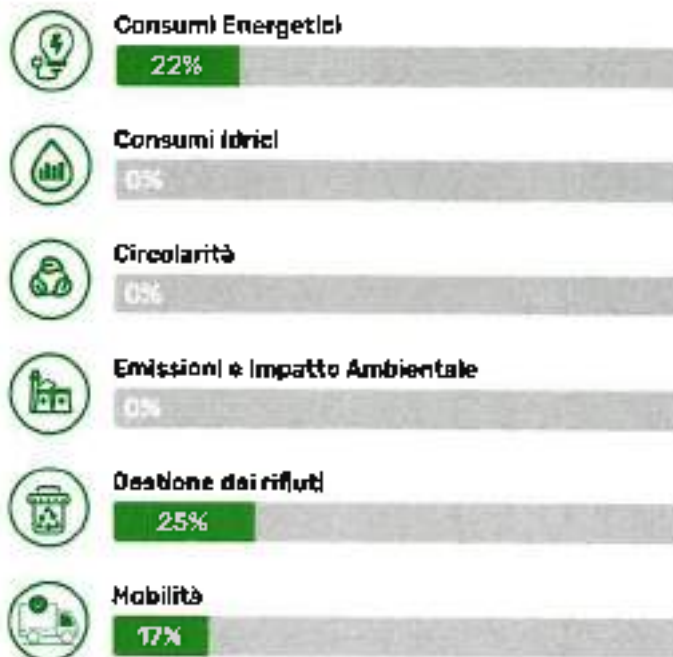 Consumi Energetici
22%
Consumi Idrici
0%
Circolarità
0%
Emissioni e Impatto Ambientale
0%
Gestione dei rifiuti
25%
Mobilità
17%